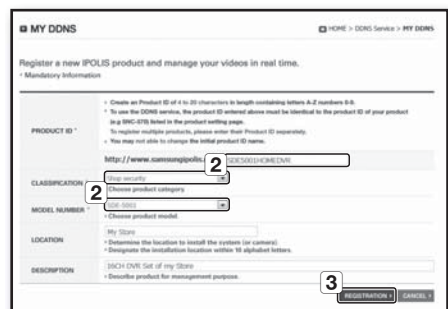 MY DDNS
HOME > DDNS Service > MY DDNS
Register a new IPOLIS product and manage your videos in real time.
* Mandatory Information
PRODUCT ID *
> Create an Product ID of 4 to 20 characters in length containing letters A-Z numbers 0-9.
* To use the DDNS service, the product ID entered above must be identical to the product ID of your product
(e.g SNC-570) listed in the product setting page.
To register multiple products, please enter their Product ID separately.
> You may not able to change the initial product ID name.
http://www.samsungipolis. SDE5001HOMEDVR
2
CLASSIFICATION
Shop security
> Choose product category.
2
MODEL NUMBER *
SDE-5001
> Choose product model.
LOCATION
My Store
> Determine the location to install the system (or camera)
> Designate the installation location within 16 alphabet letters.
DESCRIPTION
16CH DVR Set of my Store
> Describe product for management purpose.
3
REGISTRATION > CANCEL >